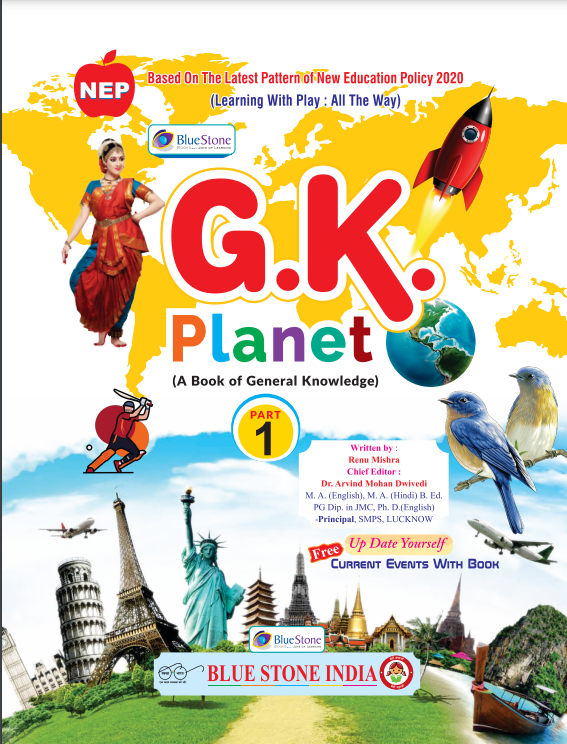 NEP
Based On The Latest Pattern of New Education Policy 2020
(Learning With Play : All The Way)
BlueStone
G.K.
Planet
(A Book of General Knowledge)
PART
1
Written by :
Renu Mishra
Chief Editor :
Dr. Arvind Mohan Dwivedi
M. A. (English), M. A. (Hindi) B. Ed.
PG Dip. in JMC, Ph. D.(English)
-Principal, SMPS, LUCKNOW
Free Up Date Yourself
Current Events With Book
BlueStone
BLUE STONE INDIA